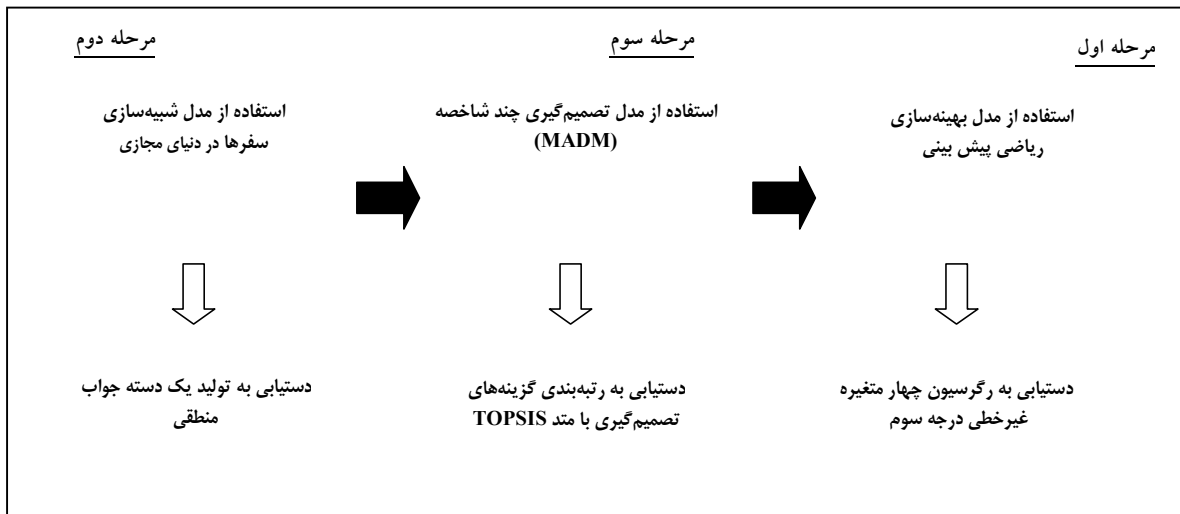 مرحله اول
استفاده از مدل بهینه‌سازی
ریاضی پیش بینی
دستیابی به رگرسیون چهار متغیره
غیرخطی درجه سوم
مرحله سوم
استفاده از مدل تصمیم‌گیری چند شاخصه
(MADM)
دستیابی به رتبه‌بندی گزینه‌های
تصمیم‌گیری با متد TOPSIS
مرحله دوم
استفاده از مدل شبیه‌سازی
سفرها در دنیای مجازی
دستیابی به تولید یک دسته جواب
منطقی